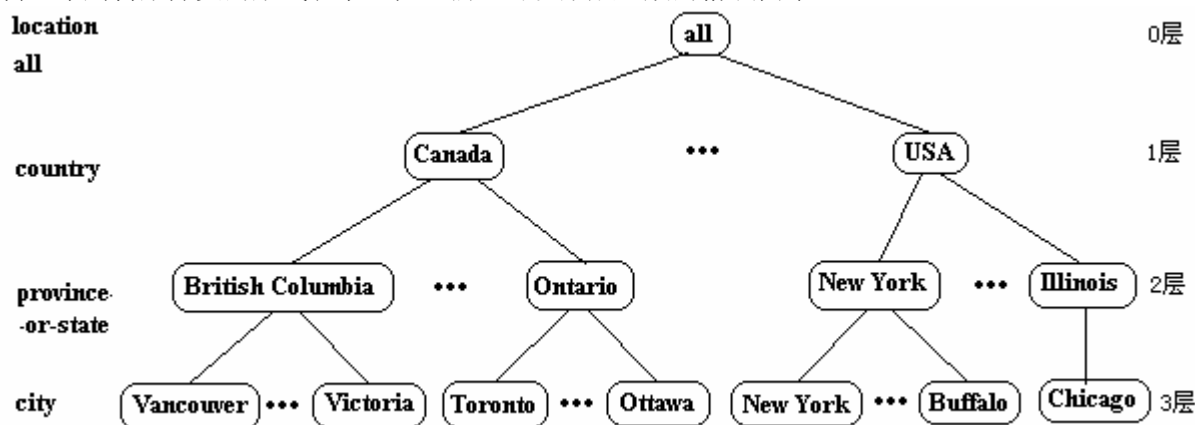 location all 0层
all
country Canada ••• USA 1层
province- British Columbia ••• Ontario New York ••• Illinois 2层
-or-state
city Vancouver ••• Victoria Toronto ••• Ottawa New York ••• Buffalo Chicago 3层